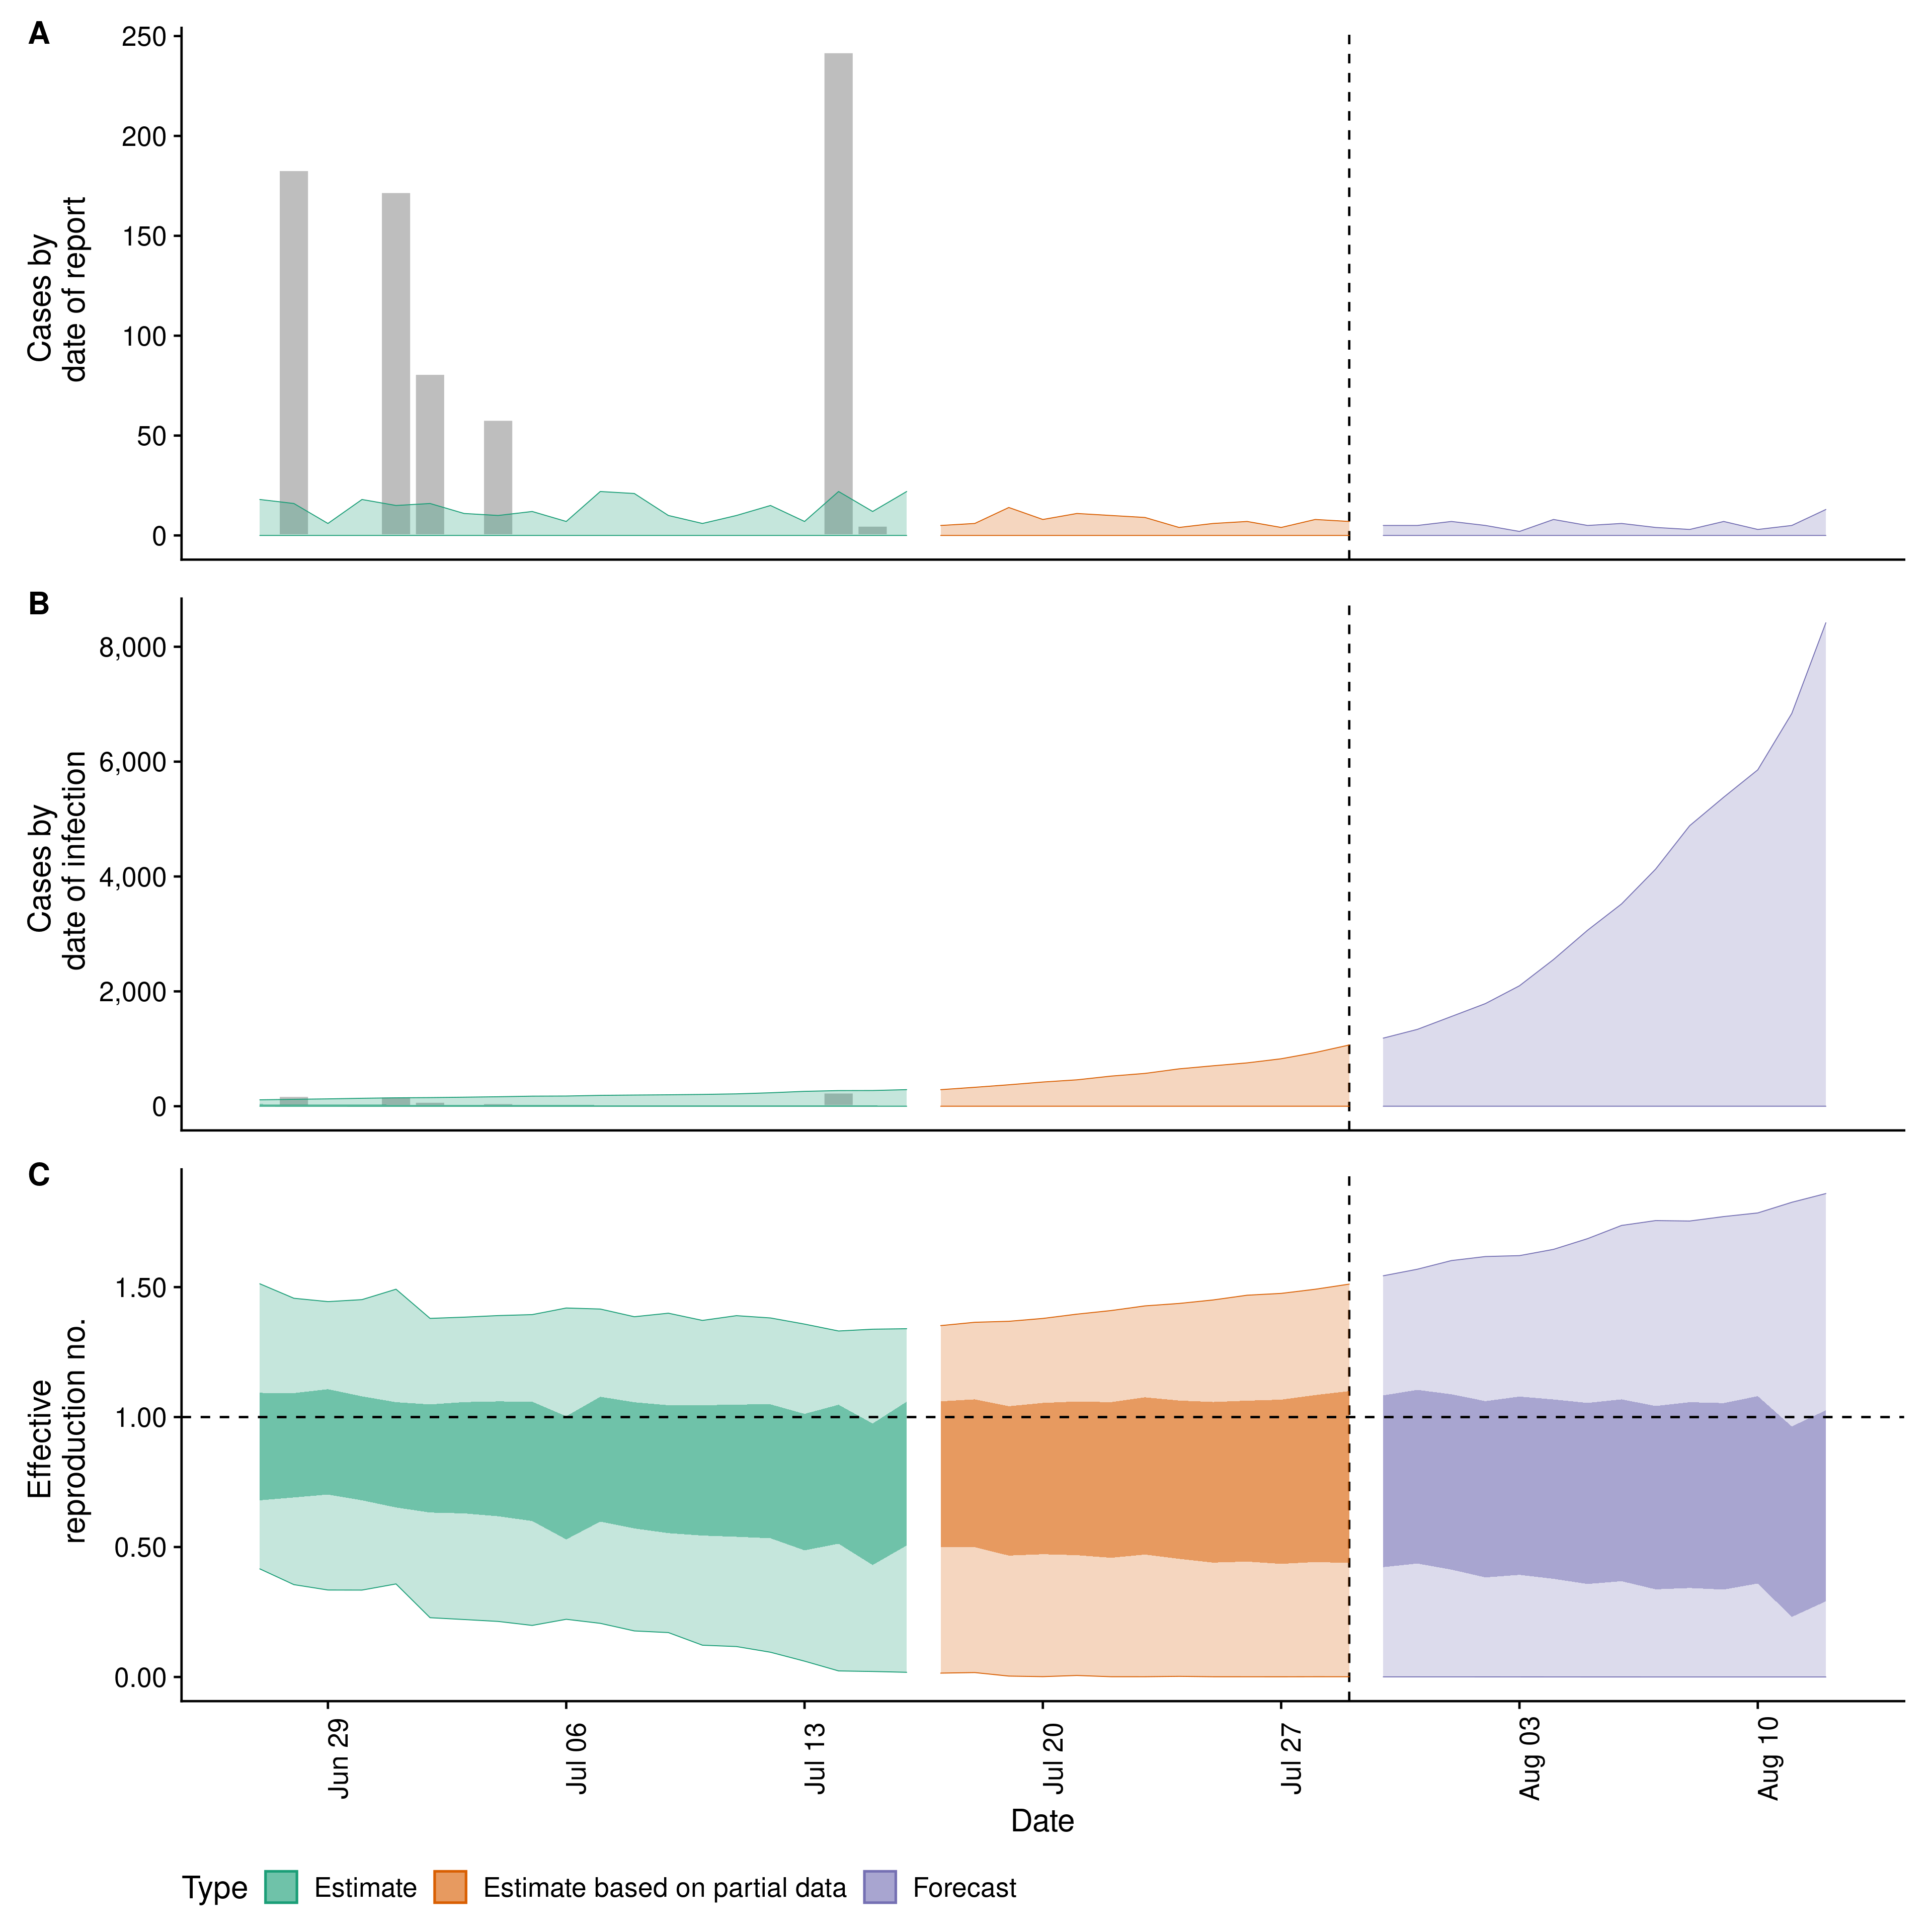 A
250
200
150
100
50
0
Cases by
date of report
B
8,000
6,000
4,000
2,000
0
Cases by
date of infection
C
1.50
1.00
0.50
0.00
Effective
reproduction no.
Jun 29
Jul 06
Jul 13
Jul 20
Jul 27
Aug 03
Aug 10
Date
Type Estimate Estimate based on partial data Forecast